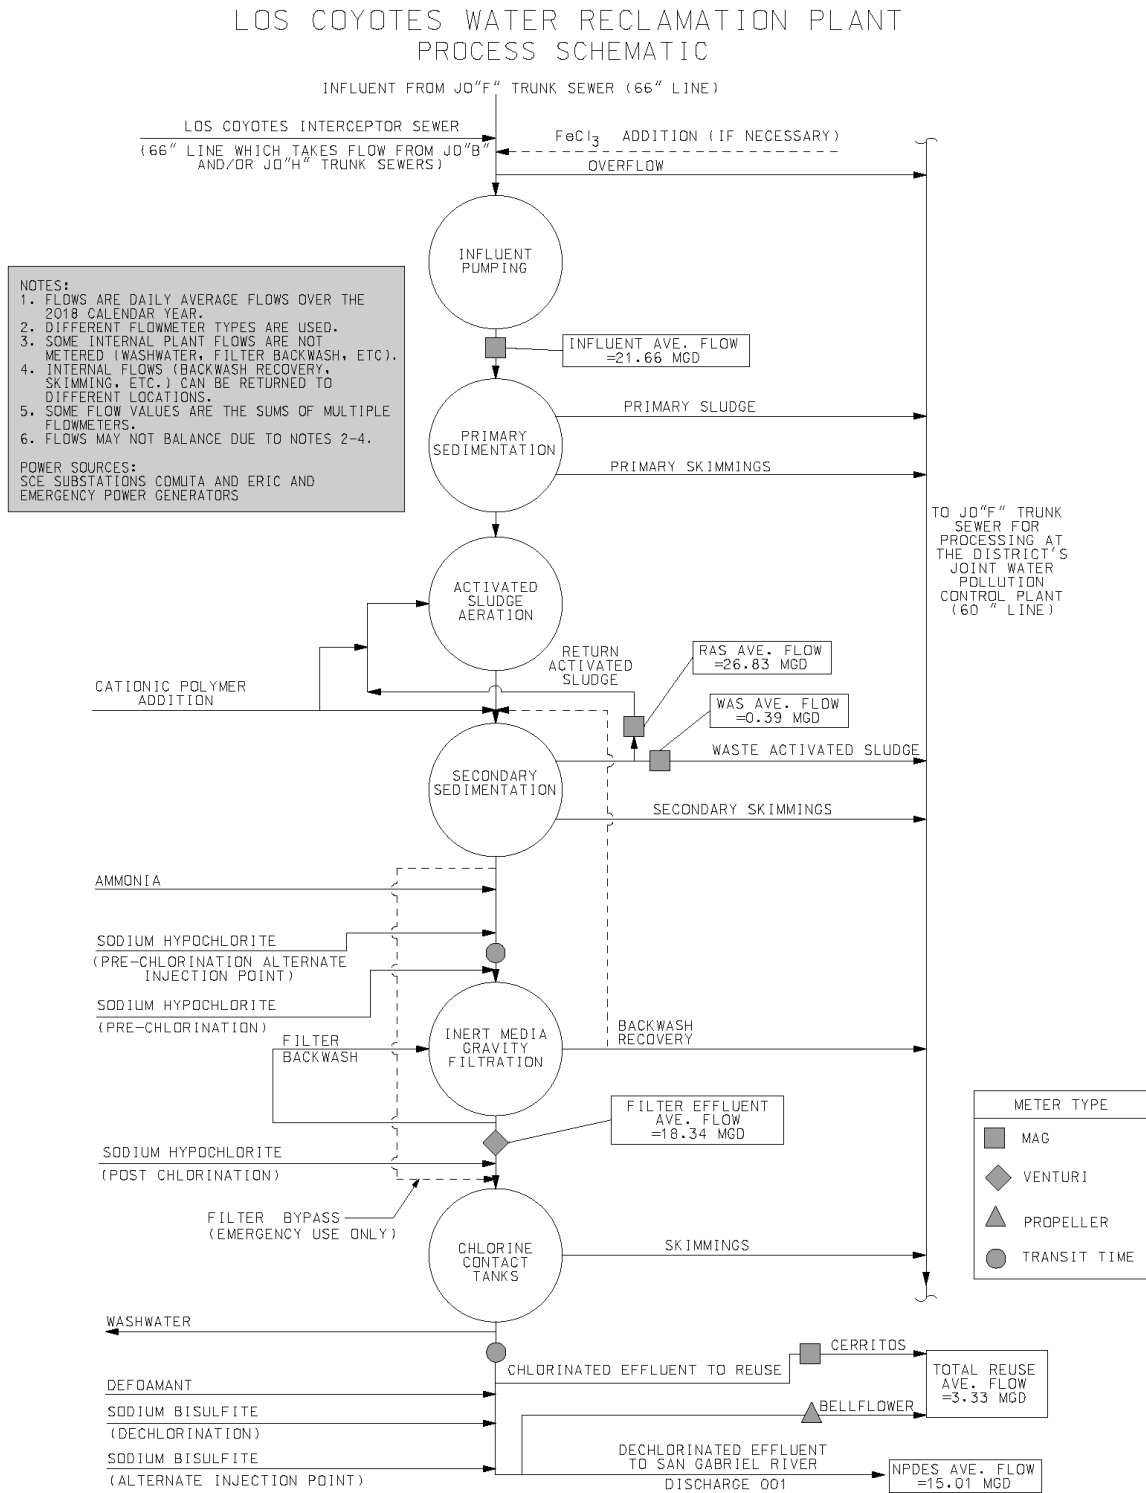 LOS COYOTES WATER RECLAMATION PLANT
PROCESS SCHEMATIC
INFLUENT FROM JO"F" TRUNK SEWER (66" LINE)
LOS COYOTES INTERCEPTOR SEWER
(66" LINE WHICH TAKES FLOW FROM JO"B"
AND/OR JO"H" TRUNK SEWERS)
FeCl3 ADDITION (IF NECESSARY)
OVERFLOW
INFLUENT
PUMPING
NOTES:
1. FLOWS ARE DAILY AVERAGE FLOWS OVER THE
2018 CALENDAR YEAR.
2. DIFFERENT FLOWMETER TYPES ARE USED.
3. SOME INTERNAL PLANT FLOWS ARE NOT
METERED (WASHWATER, FILTER BACKWASH, ETC).
4. INTERNAL FLOWS (BACKWASH RECOVERY,
SKIMMING, ETC.) CAN BE RETURNED TO
DIFFERENT LOCATIONS.
5. SOME FLOW VALUES ARE THE SUMS OF MULTIPLE
FLOWMETERS.
6. FLOWS MAY NOT BALANCE DUE TO NOTES 2-4.
POWER SOURCES:
SCE SUBSTATIONS COMUTA AND ERIC AND
EMERGENCY POWER GENERATORS
INFLUENT AVE. FLOW
=21.66 MGD
PRIMARY
SEDIMENTATION
PRIMARY SLUDGE
PRIMARY SKIMMINGS
TO JO"F" TRUNK
SEWER FOR
PROCESSING AT
THE DISTRICT'S
JOINT WATER
POLLUTION
CONTROL PLANT
(60 " LINE)
ACTIVATED
SLUDGE
AERATION
RETURN
ACTIVATED
SLUDGE
RAS AVE. FLOW
=26.83 MGD
CATIONIC POLYMER
ADDITION
WAS AVE. FLOW
=0.39 MGD
WASTE ACTIVATED SLUDGE
SECONDARY
SEDIMENTATION
SECONDARY SKIMMINGS
AMMONIA
SODIUM HYPOCHLORITE
(PRE-CHLORINATION ALTERNATE
INJECTION POINT)
SODIUM HYPOCHLORITE
(PRE-CHLORINATION)
FILTER
BACKWASH
INERT MEDIA
GRAVITY
FILTRATION
BACKWASH
RECOVERY
FILTER EFFLUENT
AVE. FLOW
=18.34 MGD
SODIUM HYPOCHLORITE
(POST CHLORINATION)
FILTER BYPASS
(EMERGENCY USE ONLY)
CHLORINE
CONTACT
TANKS
SKIMMINGS
METER TYPE
MAG
VENTURI
PROPELLER
TRANSIT TIME
WASHWATER
CHLORINATED EFFLUENT TO REUSE
CERRITOS
TOTAL REUSE
AVE. FLOW
=3.33 MGD
DEFOAMANT
SODIUM BISULFITE
(DECHLORINATION)
BELLFLOWER
SODIUM BISULFITE
(ALTERNATE INJECTION POINT)
DECHLORINATED EFFLUENT
TO SAN GABRIEL RIVER
DISCHARGE 001
NPDES AVE. FLOW
=15.01 MGD